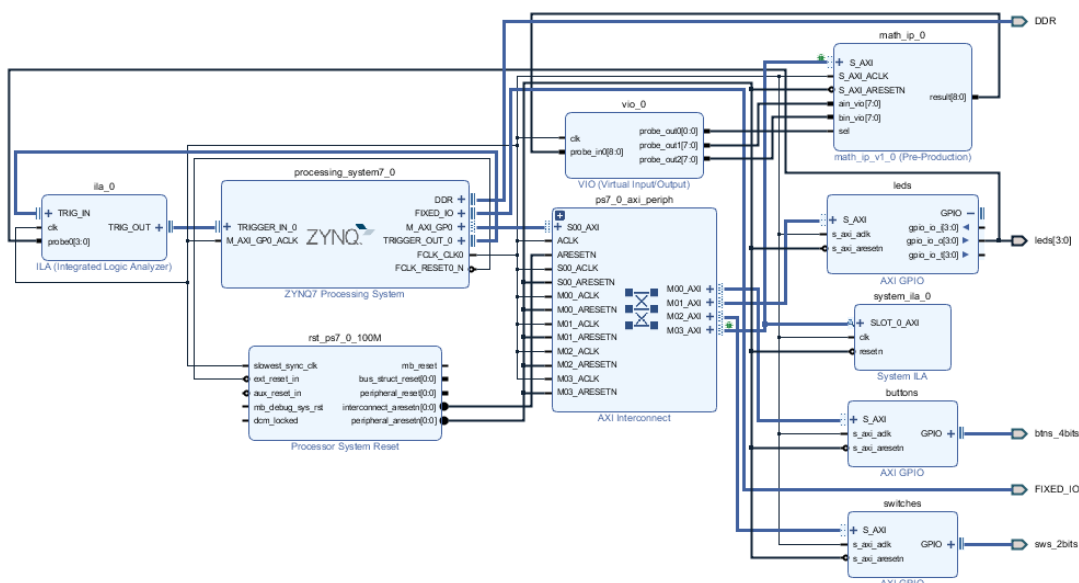 DDR
math_ip_0
S_AXI
S_AXI_ACLK
S_AXI_ARESETN
ain_vio[7:0]
bin_vio[7:0]
sel
result[8:0]
math_ip_v1_0 (Pre-Production)
vio_0
clk
probe_in0[8:0]
probe_out0[0:0]
probe_out1[7:0]
probe_out2[7:0]
VIO (Virtual Input/Output)
ila_0
TRIG_IN
clk
probe0[3:0]
TRIG_OUT
ILA (Integrated Logic Analyzer)
processing_system7_0
TRIGGER_IN_0
M_AXI_GP0_ACLK
ZYNQ
DDR
FIXED_IO
M_AXI_GP0
TRIGGER_OUT_0
FCLK_CLK0
FCLK_RESET0_N
ZYNQ7 Processing System
ps7_0_axi_periph
S00_AXI
ACLK
ARESETN
S00_ACLK
S00_ARESETN
M00_ACLK
M00_ARESETN
M01_ACLK
M01_ARESETN
M02_ACLK
M02_ARESETN
M03_ACLK
M03_ARESETN
M00_AXI
M01_AXI
M02_AXI
M03_AXI
AXI Interconnect
leds
S_AXI
s_axi_aclk
s_axi_aresetn
GPIO
gpio_io_i[3:0]
gpio_io_o[3:0]
gpio_io_t[3:0]
AXI GPIO
leds[3:0]
system_ila_0
SLOT_0_AXI
clk
resetn
System ILA
rst_ps7_0_100M
slowest_sync_clk
ext_reset_in
aux_reset_in
mb_debug_sys_rst
dcm_locked
mb_reset
bus_struct_reset[0:0]
peripheral_reset[0:0]
interconnect_aresetn[0:0]
peripheral_aresetn[0:0]
Processor System Reset
buttons
S_AXI
s_axi_aclk
s_axi_aresetn
GPIO
AXI GPIO
btns_4bits
FIXED_IO
switches
S_AXI
s_axi_aclk
s_axi_aresetn
GPIO
AXI GPIO
sws_2bits